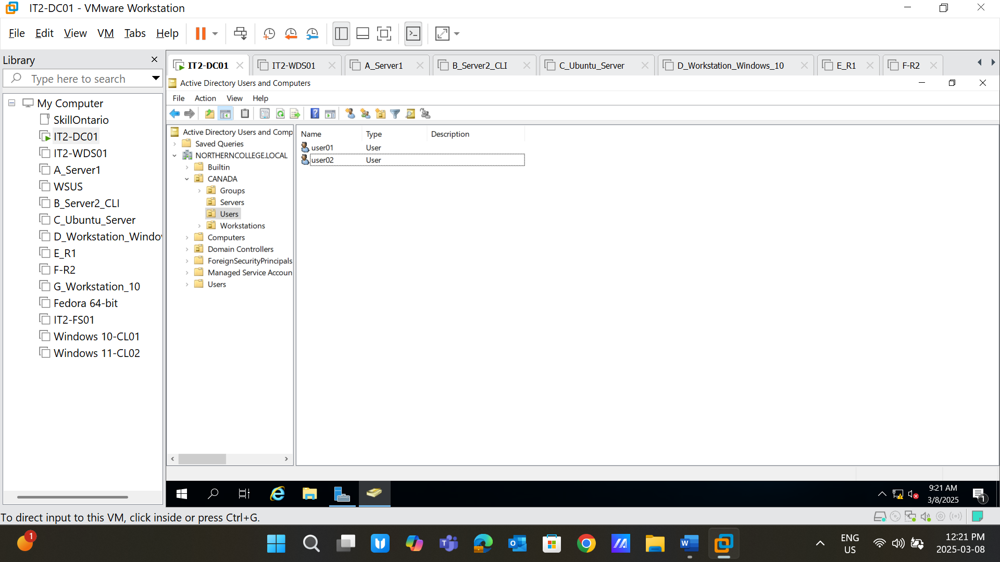 IT2-DC01 - VMware Workstation
File Edit View VM Tabs Help
Library
Type here to search
My Computer
SkillOntario
IT2-DC01
IT2-WDS01
A_Server1
WSUS
B_Server2_CLI
C_Ubuntu_Server
D_Workstation_Windov
E_R1
F-R2
G_Workstation_10
Fedora 64-bit
IT2-FS01
Windows 10-CL01
Windows 11-CL02
IT2-DC01 IT2-WDS01 A_Server1 B_Server2_CLI C_Ubuntu_Server D_Workstation_Windows_10 E_R1 F-R2
Active Directory Users and Computers
File Action View Help
Active Directory Users and Comp
Saved Queries
NORTHERNCOLLEGE.LOCAL
Builtin
CANADA
Groups
Servers
Users
Workstations
Computers
Domain Controllers
ForeignSecurityPrincipals
Managed Service Accoun
Users
Name Type Description
user01 User
user02 User
9:21 AM
3/8/2025
1
To direct input to this VM, click inside or press Ctrl+G.
1
ENG
US
12:21 PM
2025-03-08